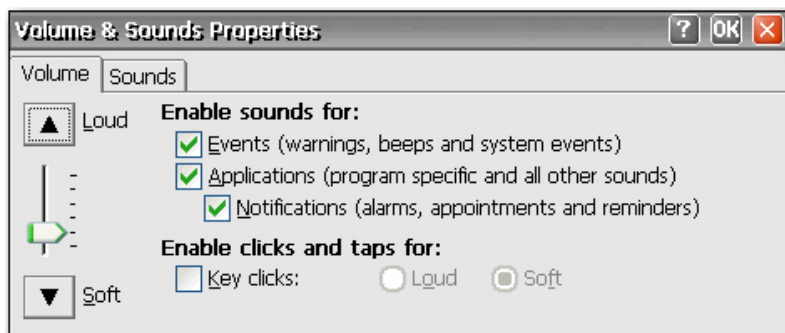 Volume & Sounds Properties ? OK X
Volume Sounds
Loud
Enable sounds for:
Events (warnings, beeps and system events)
Applications (program specific and all other sounds)
Notifications (alarms, appointments and reminders)
Enable clicks and taps for:
Key clicks: Loud Soft
Soft